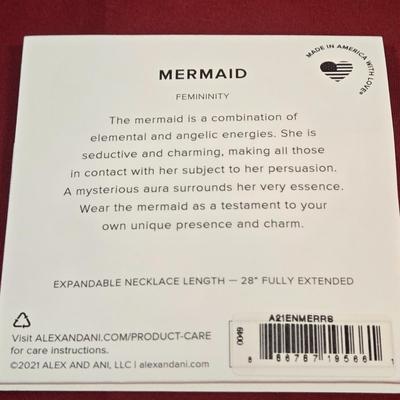 MADE IN AMERICA WITH LOVE®
MERMAID
FEMININITY
The mermaid is a combination of
elemental and angelic energies. She is
seductive and charming, making all those
in contact with her subject to her persuasion.
A mysterious aura surrounds her very essence.
Wear the mermaid as a testament to your
own unique presence and charm.
EXPANDABLE NECKLACE LENGTH — 28" FULLY EXTENDED
A21ENMERRS
Visit ALEXANDANI.COM/PRODUCT-CARE
for care instructions.
©2021 ALEX AND ANI, LLC | alexandani.com